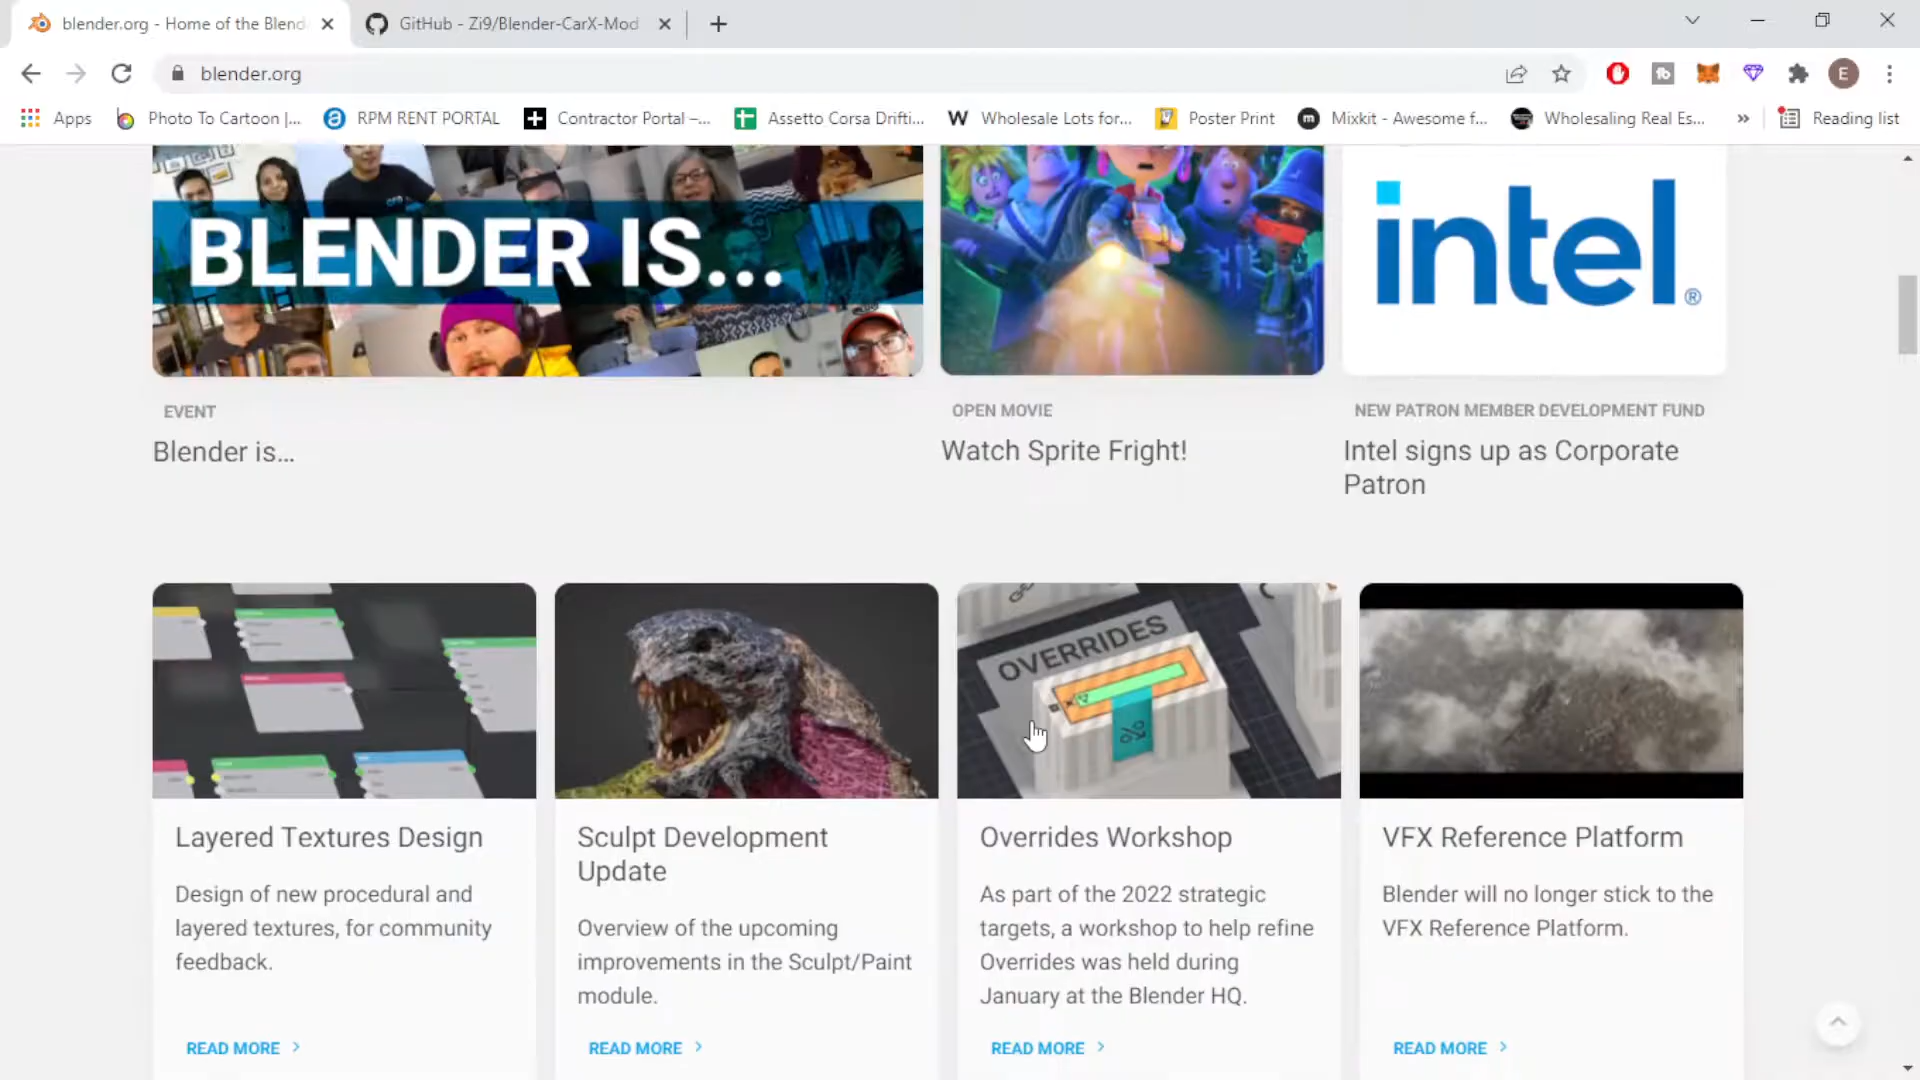 blender.org - Home of the Blend
GitHub - Zi9/Blender-CarX-Mod
blender.org
E
Apps
Photo To Cartoon |...
RPM RENT PORTAL
Contractor Portal –...
Assetto Corsa Drifti...
W Wholesale Lots for...
Poster Print
m Mixkit - Awesome f...
Wholesaling Real Es...
»
Reading list
BLENDER IS...
intel®
EVENT
Blender is...
OPEN MOVIE
Watch Sprite Fright!
NEW PATRON MEMBER DEVELOPMENT FUND
Intel signs up as Corporate
Patron
OVERRIDES
Layered Textures Design
Design of new procedural and
layered textures, for community
feedback.
READ MORE
Sculpt Development
Update
Overview of the upcoming
improvements in the Sculpt/Paint
module.
READ MORE
Overrides Workshop
As part of the 2022 strategic
targets, a workshop to help refine
Overrides was held during
January at the Blender HQ.
READ MORE
VFX Reference Platform
Blender will no longer stick to the
VFX Reference Platform.
READ MORE